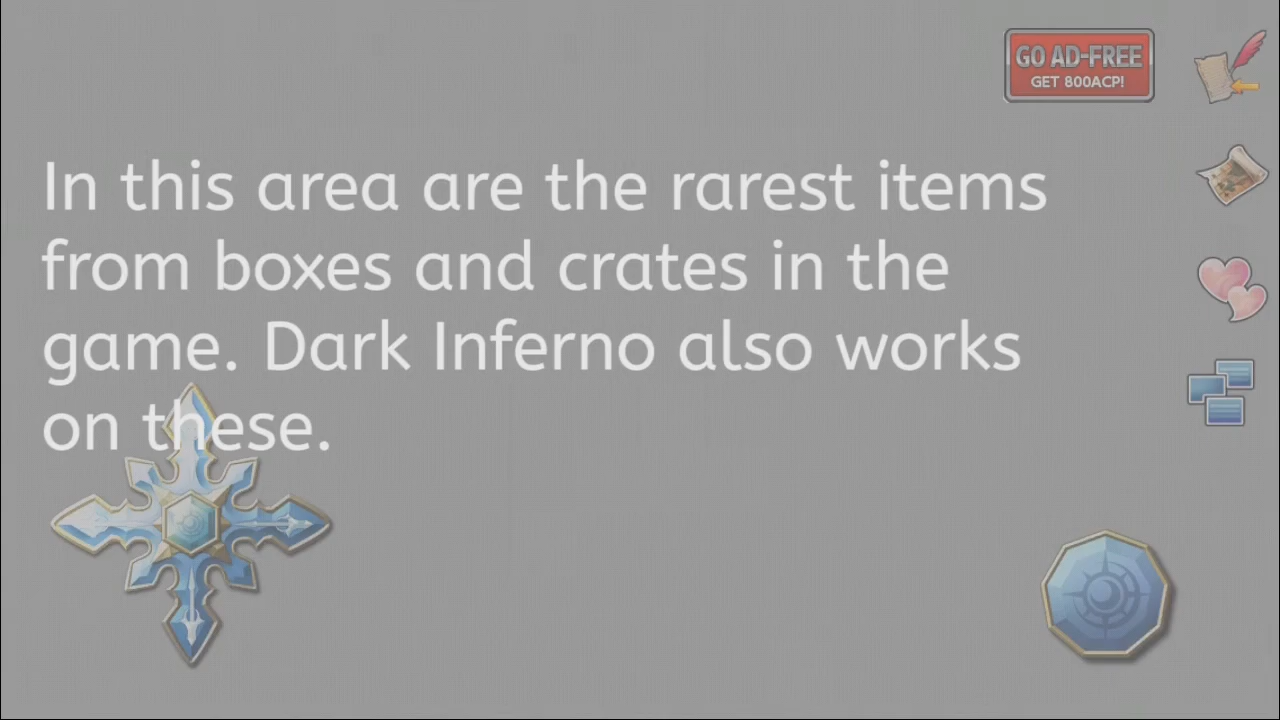 GO AD-FREE
GET 800ACP!
In this area are the rarest items
from boxes and crates in the
game. Dark Inferno also works
on these.